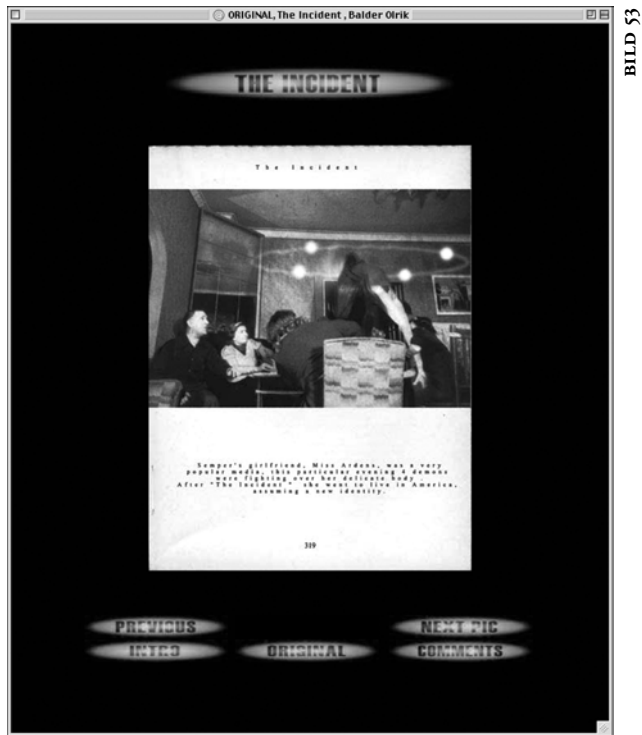 ORIGINAL, The Incident , Balder Olrik
BILD 53
THE INCIDENT
The Incident
Semper's girlfriend, Miss Ardens, was a very
popular media, this particular evening 4 demons
were fighting over her delicate body .
After "The Incident " she went to live in America,
assuming a new identity.
319
PREVIOUS
NEXT PIC
INTRO
ORIGINAL
COMMENTS